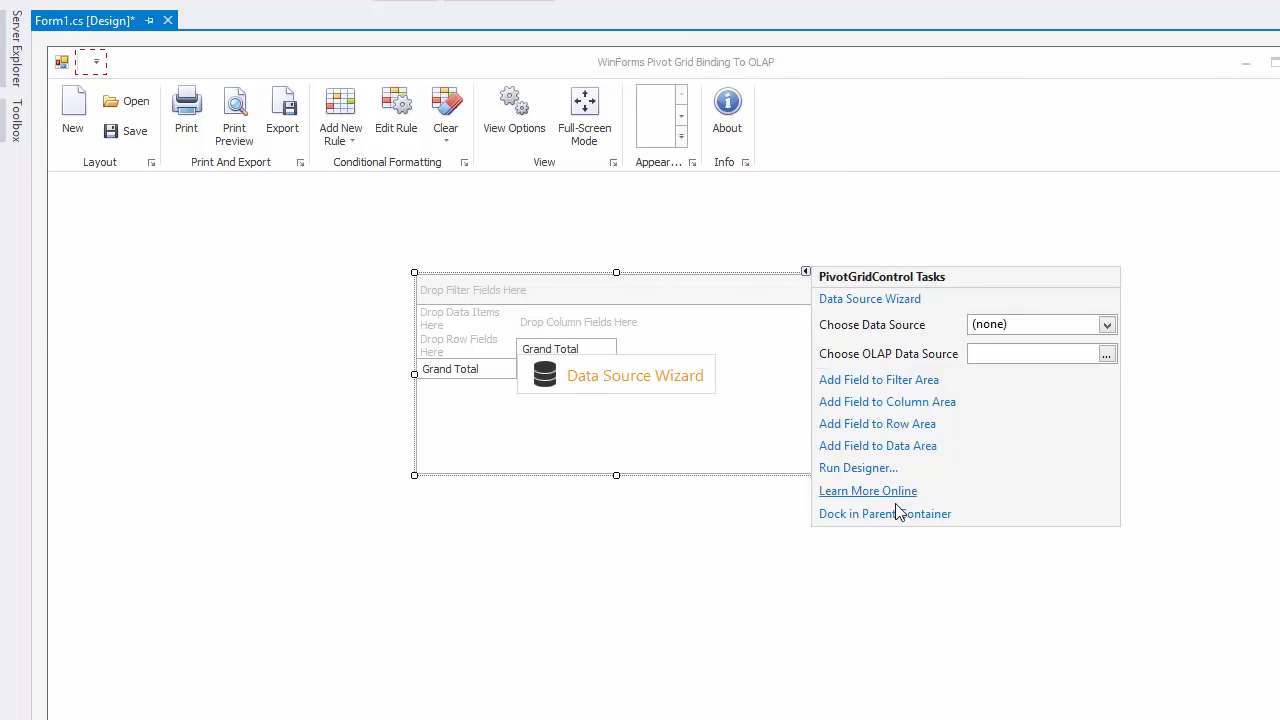 Server Explorer
Toolbox
Form1.cs [Design]*
WinForms Pivot Grid Binding To OLAP
New
Open
Save
Layout
Print
Print Preview
Export
Print And Export
Add New Rule
Edit Rule
Clear
Conditional Formatting
View Options
Full-Screen Mode
View
Appear...
About
Info
Drop Filter Fields Here
Drop Data Items Here
Drop Column Fields Here
Drop Row Fields Here
Grand Total
Grand Total
Data Source Wizard
PivotGridControl Tasks
Data Source Wizard
Choose Data Source (none)
Choose OLAP Data Source ...
Add Field to Filter Area
Add Field to Column Area
Add Field to Row Area
Add Field to Data Area
Run Designer...
Learn More Online
Dock in Parent Container